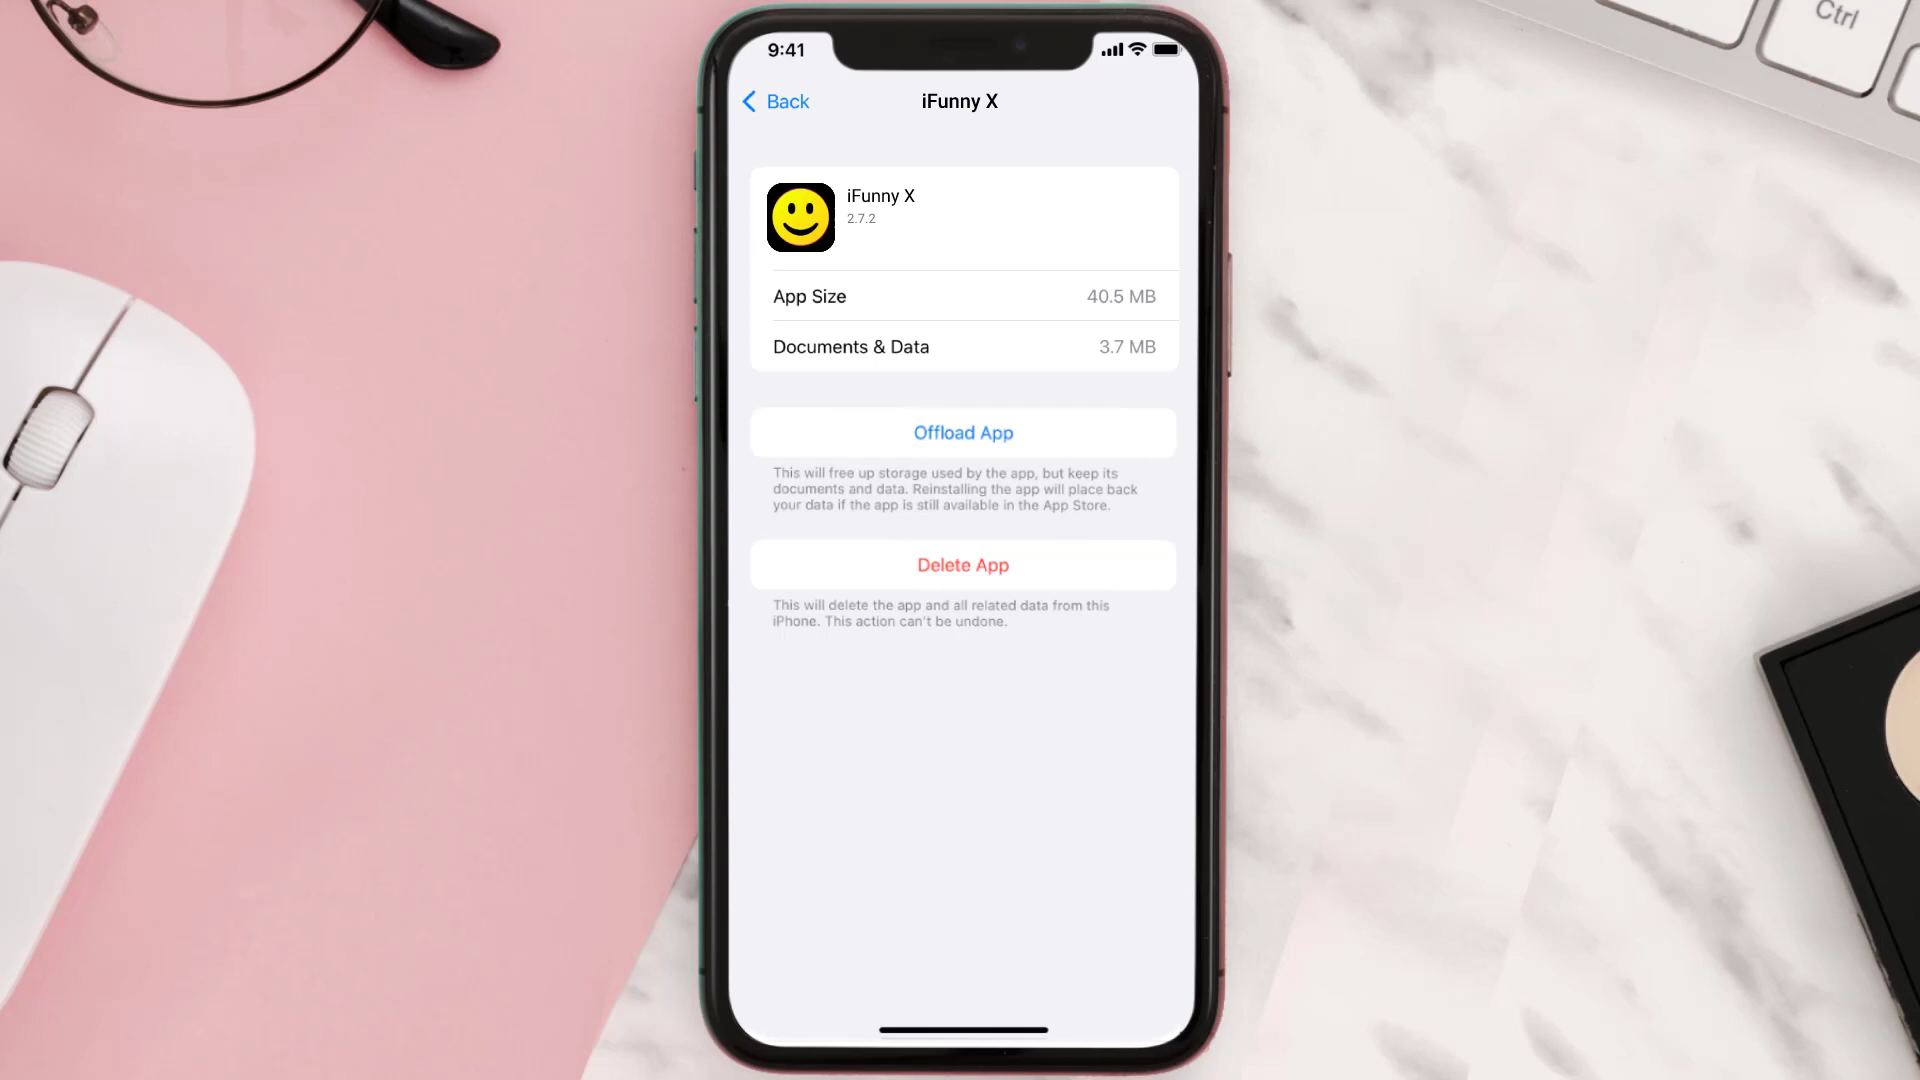 Ctrl
9:41
Back
iFunny X
iFunny X
2.7.2
App Size 40.5 MB
Documents & Data 3.7 MB
Offload App
This will free up storage used by the app, but keep its
documents and data. Reinstalling the app will place back
your data if the app is still available in the App Store.
Delete App
This will delete the app and all related data from this
iPhone. This action can't be undone.